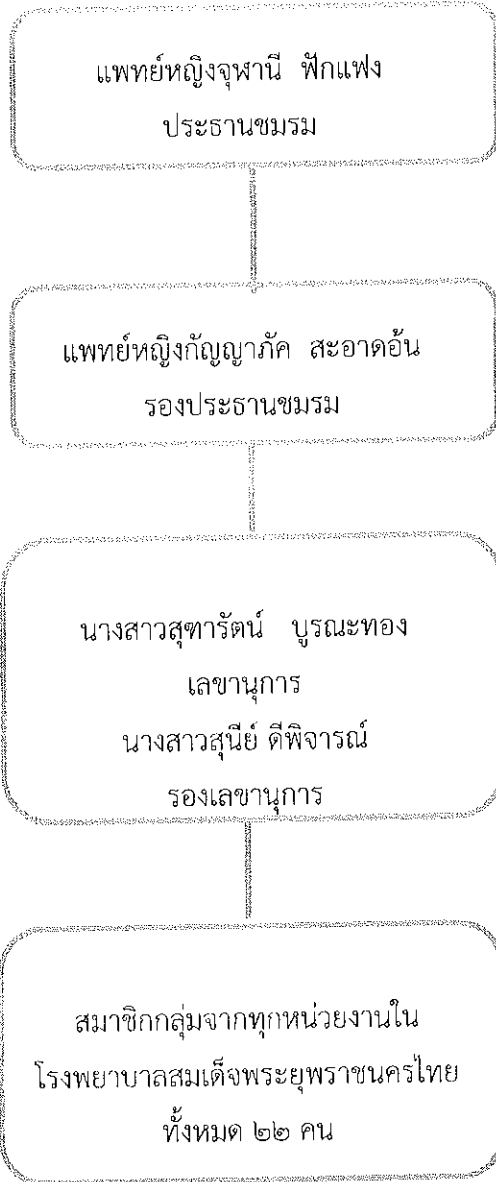 แพทย์หญิงจุฬานี ฟักแฟง
ประธานชมรม
แพทย์หญิงกัญญาภัค สะอาดอ้น
รองประธานชมรม
นางสาวสุฑารัตน์ บูรณะทอง
เลขานุการ
นางสาวสุนีย์ ดีพิจารณ์
รองเลขานุการ
สมาชิกกลุ่มจากทุกหน่วยงานใน
โรงพยาบาลสมเด็จพระยุพราชนครไทย
ทั้งหมด ๒๒ คน